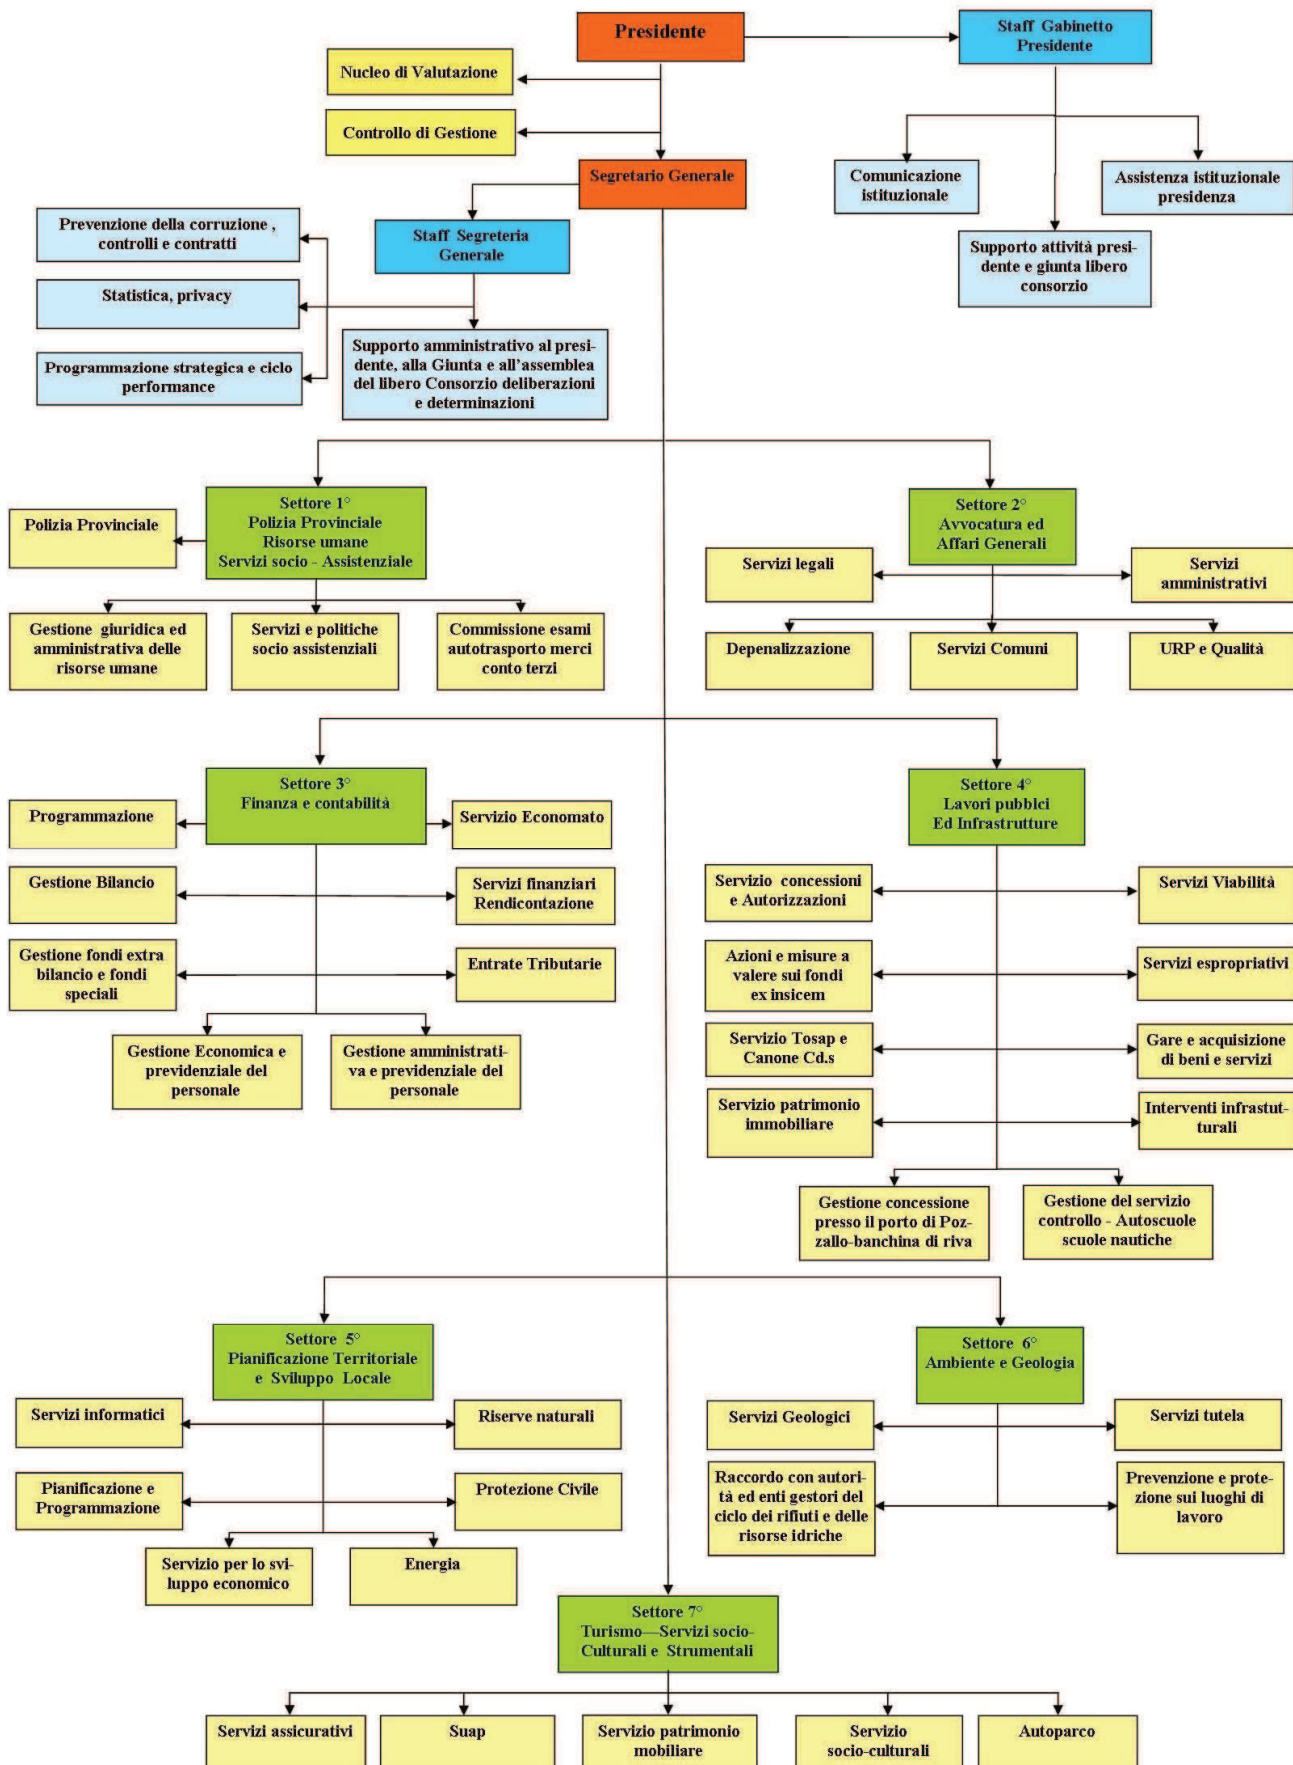 Presidente
Staff Gabinetto
Presidente
Nucleo di Valutazione
Controllo di Gestione
Segretario Generale
Comunicazione
istituzionale
Assistenza istituzionale
presidenza
Supporto attività presi-
dente e giunta libero
consorzio
Prevenzione della corruzione ,
controlli e contratti
Staff Segreteria
Generale
Statistica, privacy
Programmazione strategica e ciclo
performance
Supporto amministrativo al presi-
dente, alla Giunta e all’assemblea
del libero Consorzio deliberazioni
e determinazioni
Settore 1°
Polizia Provinciale
Risorse umane
Servizi socio - Assistenziale
Polizia Provinciale
Gestione giuridica ed
amministrativa delle
risorse umane
Servizi e politiche
socio assistenziali
Commissione esami
autotrasporto merci
conto terzi
Settore 2°
Avvocatura ed
Affari Generali
Servizi legali
Servizi
amministrativi
Depenalizzazione
Servizi Comuni
URP e Qualità
Settore 3°
Finanza e contabilità
Programmazione
Servizio Economato
Gestione Bilancio
Servizi finanziari
Rendicontazione
Gestione fondi extra
bilancio e fondi
speciali
Entrate Tributarie
Gestione Economica e
previdenziale del
personale
Gestione amministrati-
va e previdenziale del
personale
Settore 4°
Lavori pubblci
Ed Infrastrutture
Servizio concessioni
e Autorizzazioni
Servizi Viabilità
Azioni e misure a
valere sui fondi
ex insicem
Servizi espropriativi
Servizio Tosap e
Canone Cd.s
Gare e acquisizione
di beni e servizi
Servizio patrimonio
immobiliare
Interventi infrastut-
turali
Gestione concessione
presso il porto di Poz-
zallo-banchina di riva
Gestione del servizio
controllo - Autoscuole
scuole nautiche
Settore 5°
Pianificazione Territoriale
e Sviluppo Locale
Servizi informatici
Riserve naturali
Pianificazione e
Programmazione
Protezione Civile
Servizio per lo svi-
luppo economico
Energia
Settore 6°
Ambiente e Geologia
Servizi Geologici
Servizi tutela
Raccordo con autori-
tà ed enti gestori del
ciclo dei rifiuti e delle
risorse idriche
Prevenzione e prote-
zione sui luoghi di
lavoro
Settore 7°
Turismo—Servizi socio-
Culturali e Strumentali
Servizi assicurativi
Suap
Servizio patrimonio
mobiliare
Servizio
socio-culturali
Autoparco